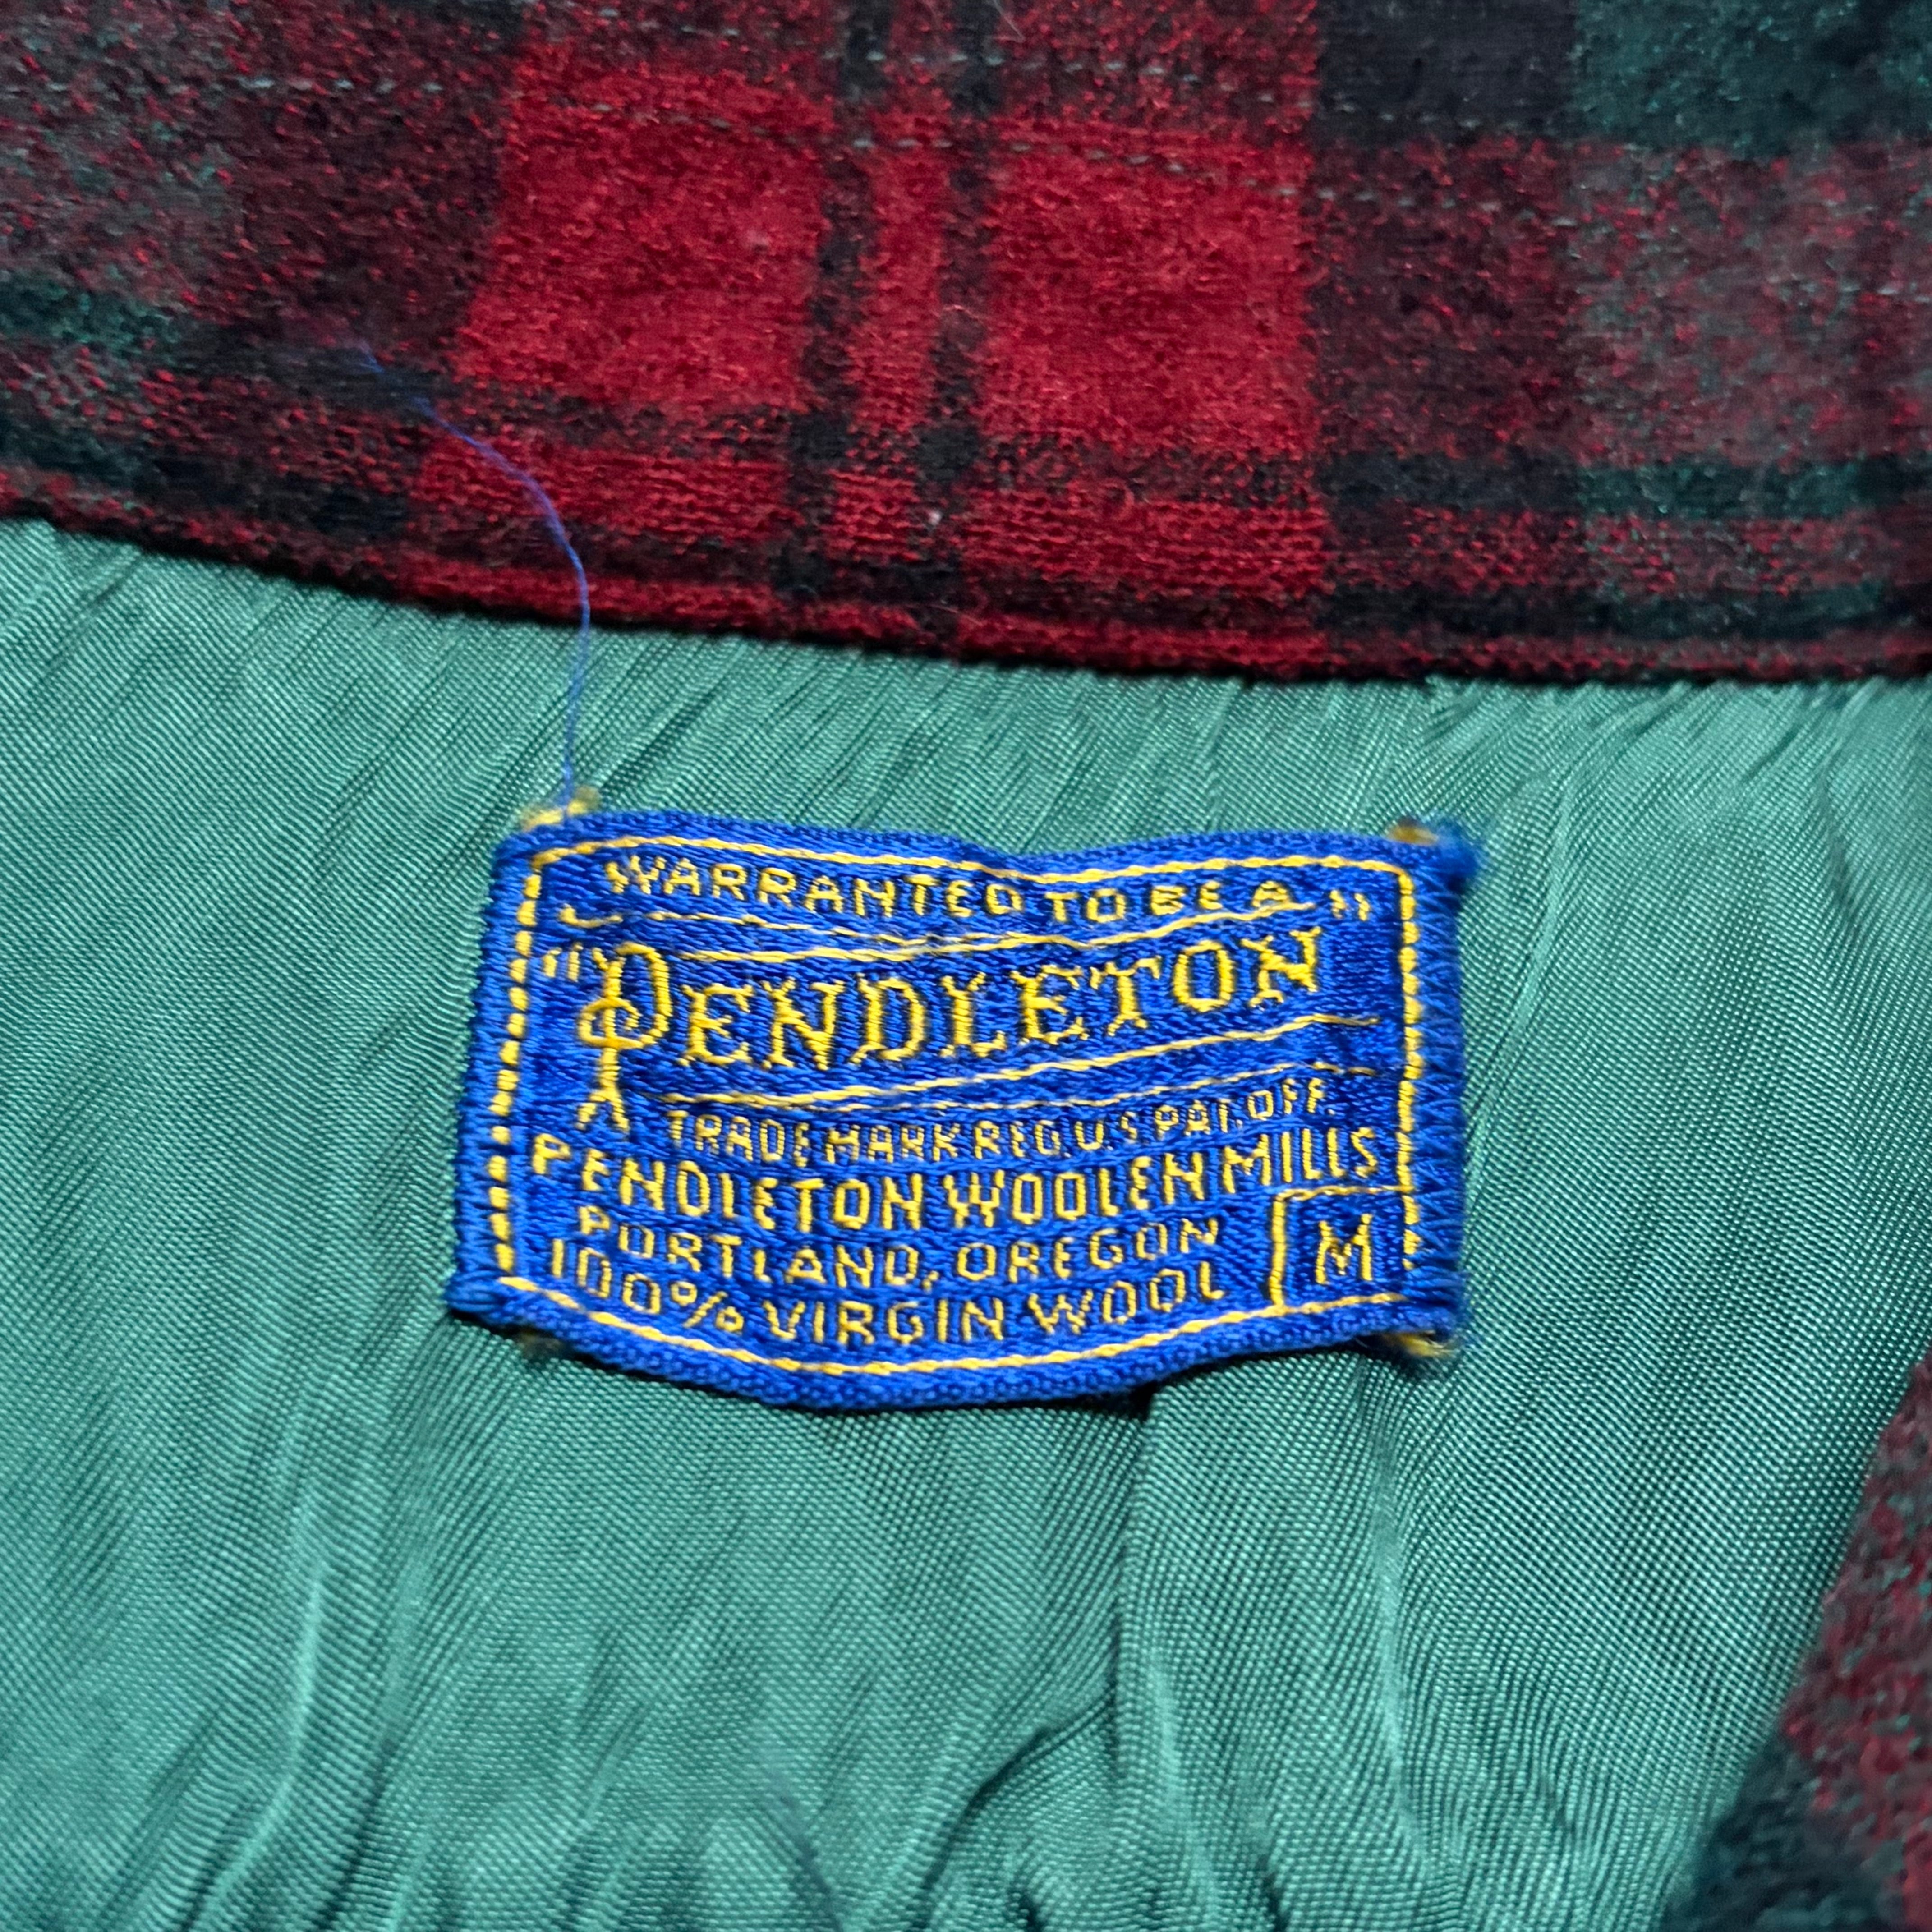 WARRANTED TO BE A
"PENDLETON"
TRADE MARK REG. U.S. PAT. OFF.
PENDLETON WOOLEN MILLS
PORTLAND, OREGON
100% VIRGIN WOOL
M